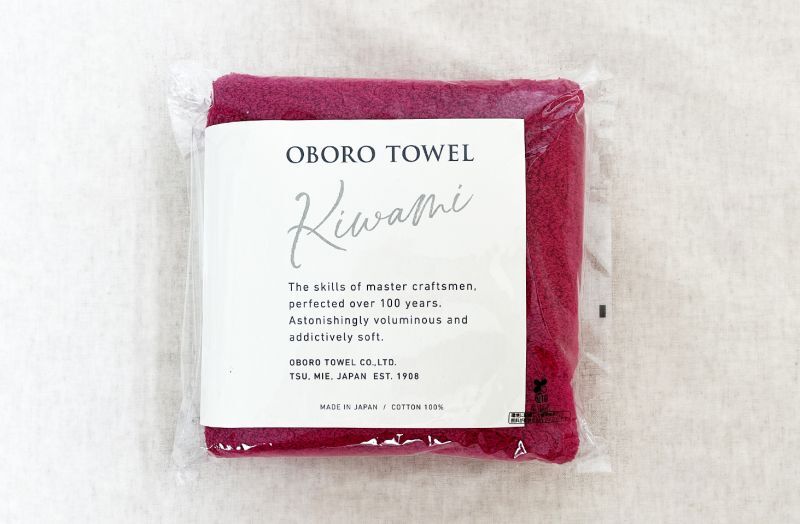 OBORO TOWEL
Kiwami
The skills of master craftsmen,
perfected over 100 years.
Astonishingly voluminous and
addictively soft.
OBORO TOWEL CO.,LTD.
TSU, MIE, JAPAN EST. 1908
MADE IN JAPAN / COTTON 100%